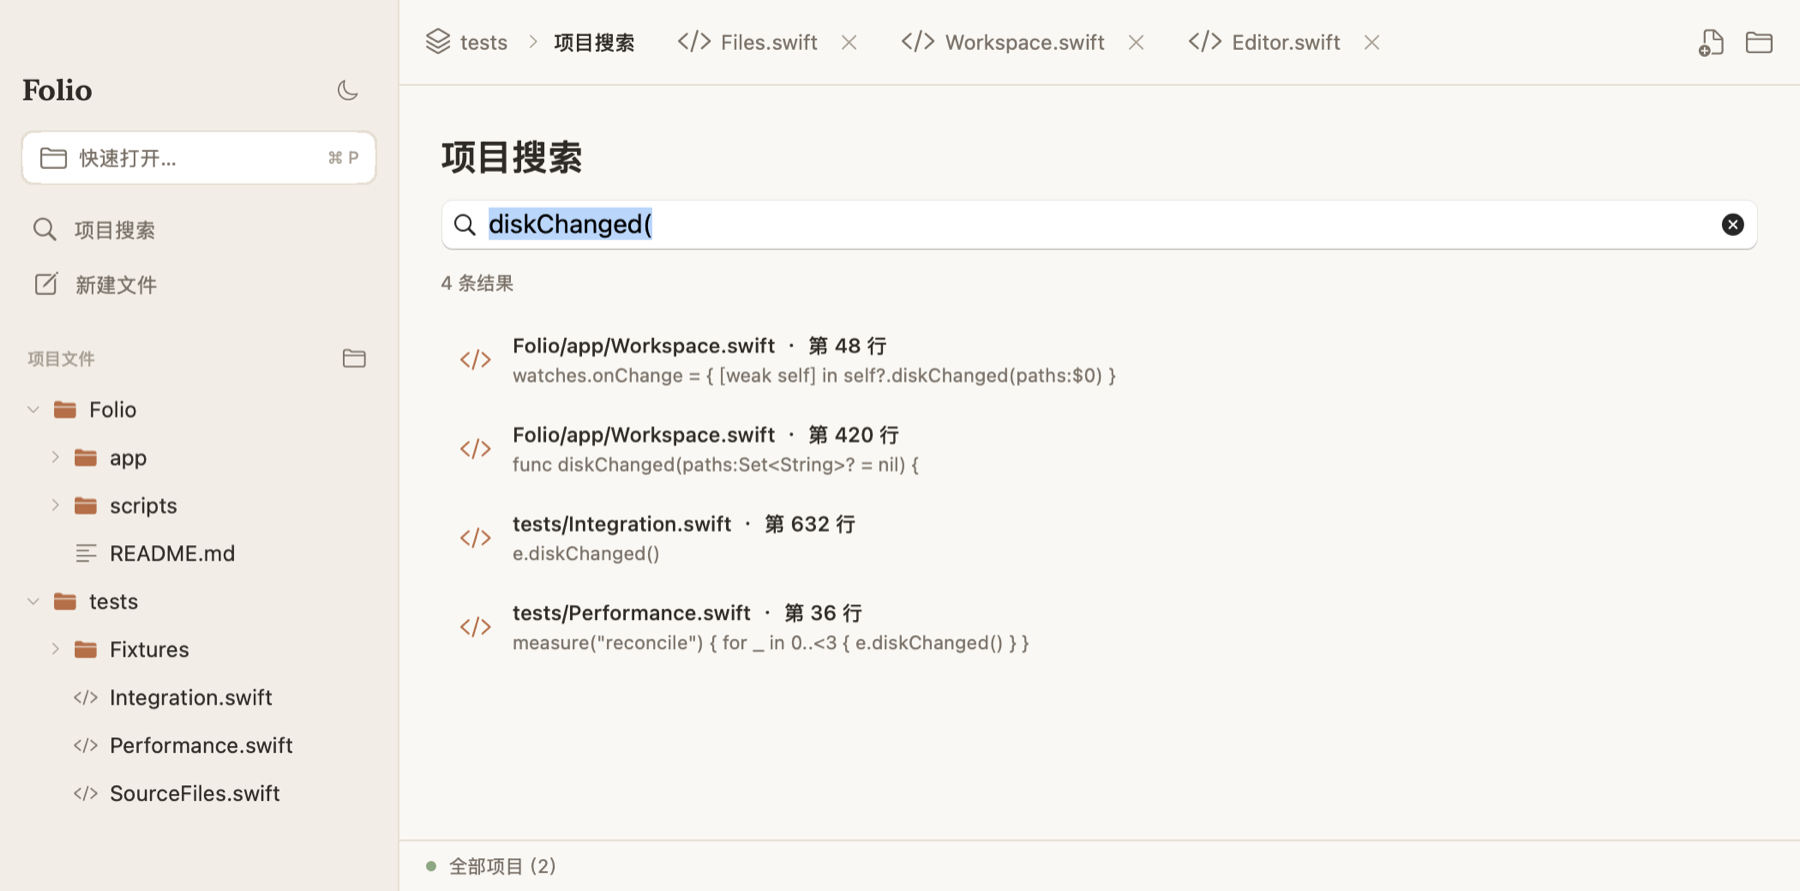 Folio
快速打开... ⌘ P
项目搜索
新建文件
项目文件
Folio
app
scripts
README.md
tests
Fixtures
Integration.swift
Performance.swift
SourceFiles.swift
tests > 项目搜索 </> Files.swift × </> Workspace.swift × </> Editor.swift ×
项目搜索
diskChanged(
4 条结果
</> Folio/app/Workspace.swift · 第 48 行
watches.onChange = { [weak self] in self?.diskChanged(paths:$0) }
</> Folio/app/Workspace.swift · 第 420 行
func diskChanged(paths:Set<String>? = nil) {
</> tests/Integration.swift · 第 632 行
e.diskChanged()
</> tests/Performance.swift · 第 36 行
measure("reconcile") { for _ in 0..<3 { e.diskChanged() } }
全部项目 (2)